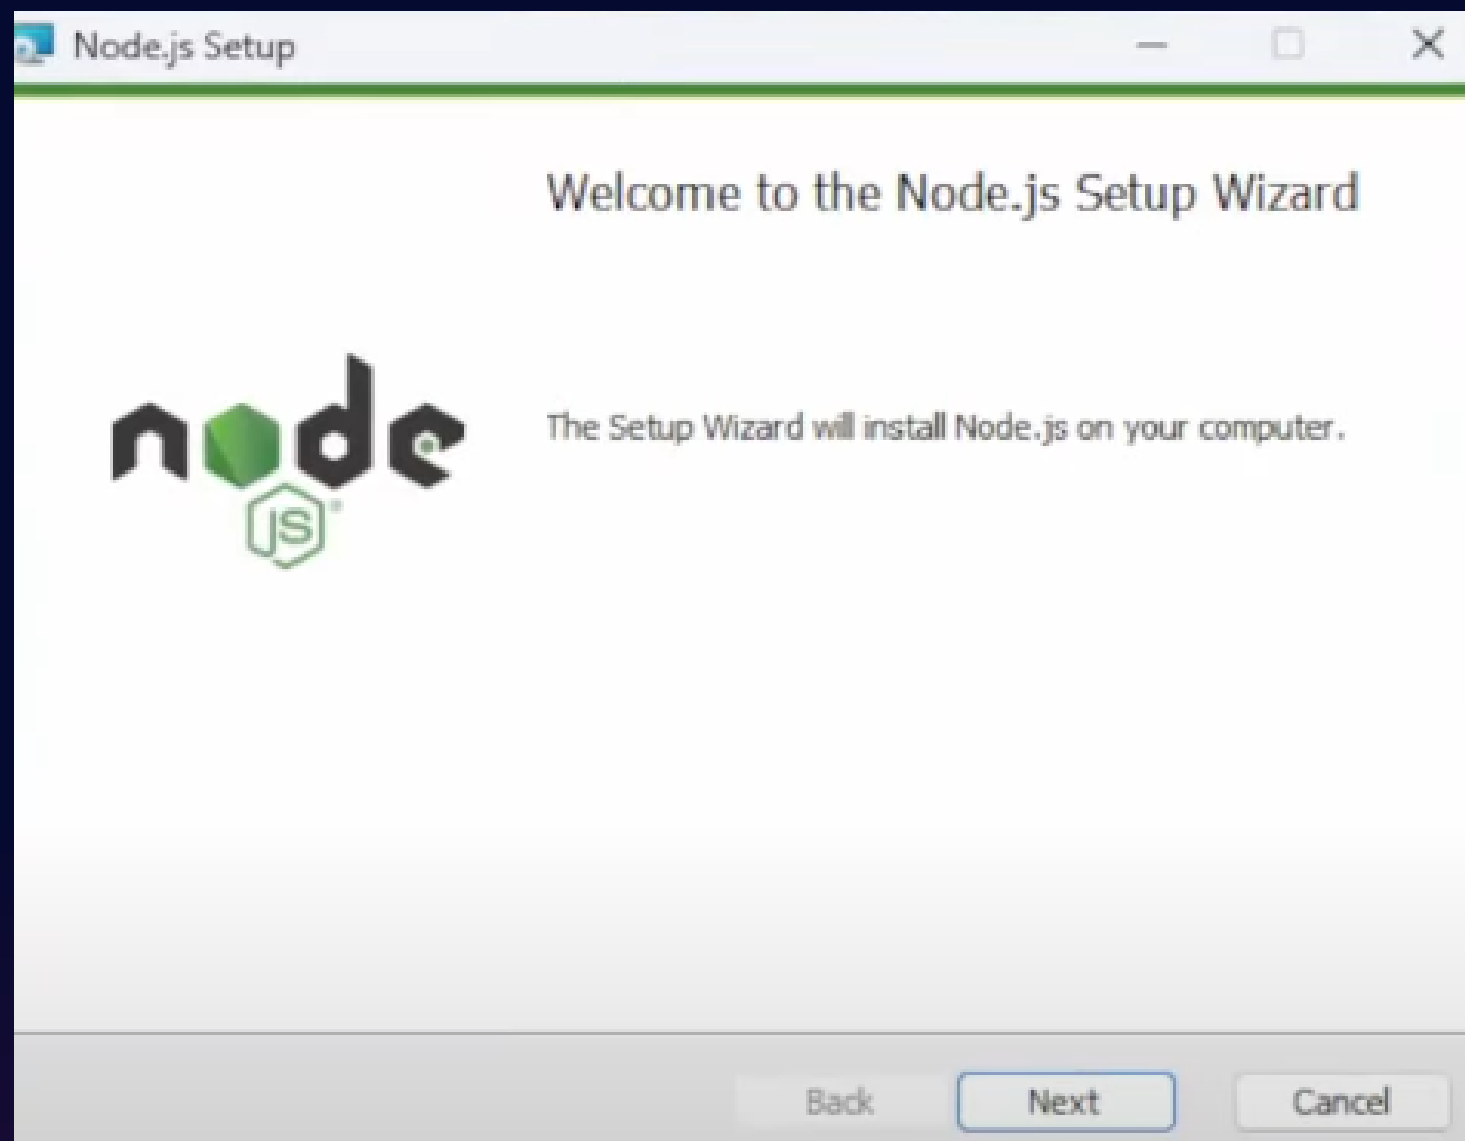 Node.js Setup
Welcome to the Node.js Setup Wizard
node
JS
The Setup Wizard will install Node.js on your computer.
Back
Next
Cancel